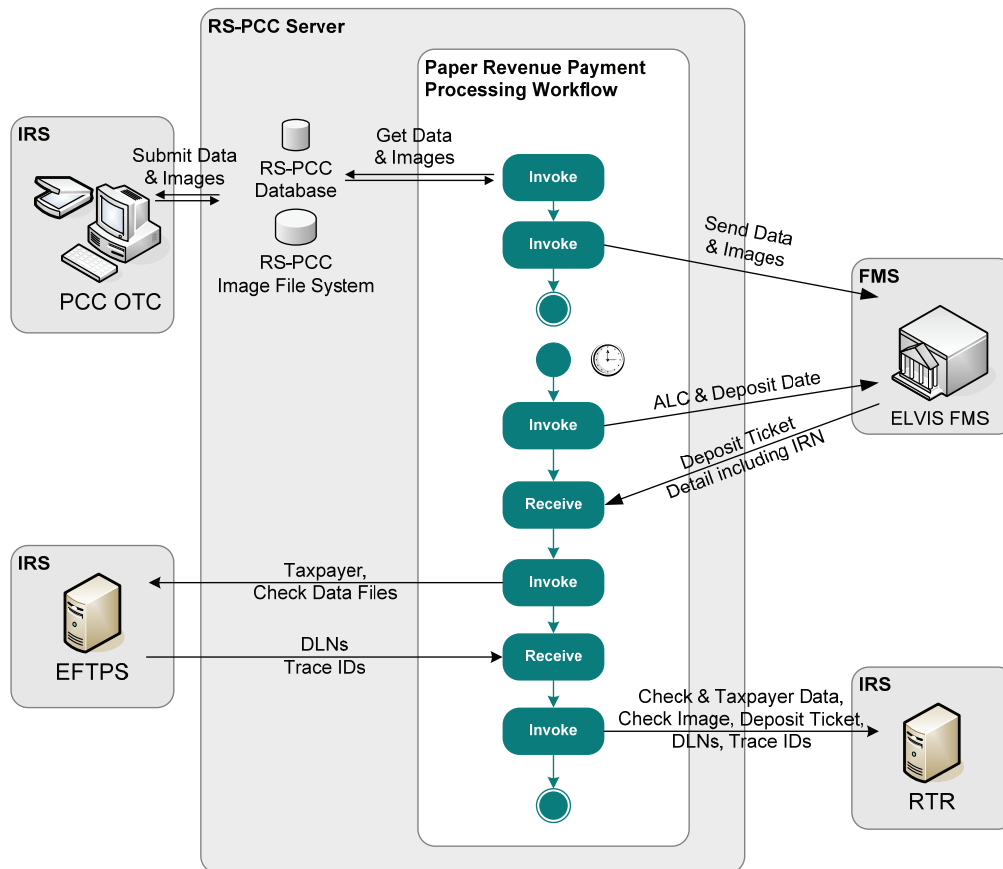 RS-PCC Server
Paper Revenue Payment
Processing Workflow
IRS
Submit Data
& Images
PCC OTC
RS-PCC
Database
RS-PCC
Image File System
Get Data
& Images
Invoke
Invoke
Send Data
& Images
FMS
ELVIS FMS
Invoke
ALC & Deposit Date
Deposit Ticket
Detail including IRN
Receive
IRS
EFTPS
Taxpayer,
Check Data Files
Invoke
DLNs
Trace IDs
Receive
Invoke
Check & Taxpayer Data,
Check Image, Deposit Ticket,
DLNs, Trace IDs
IRS
RTR